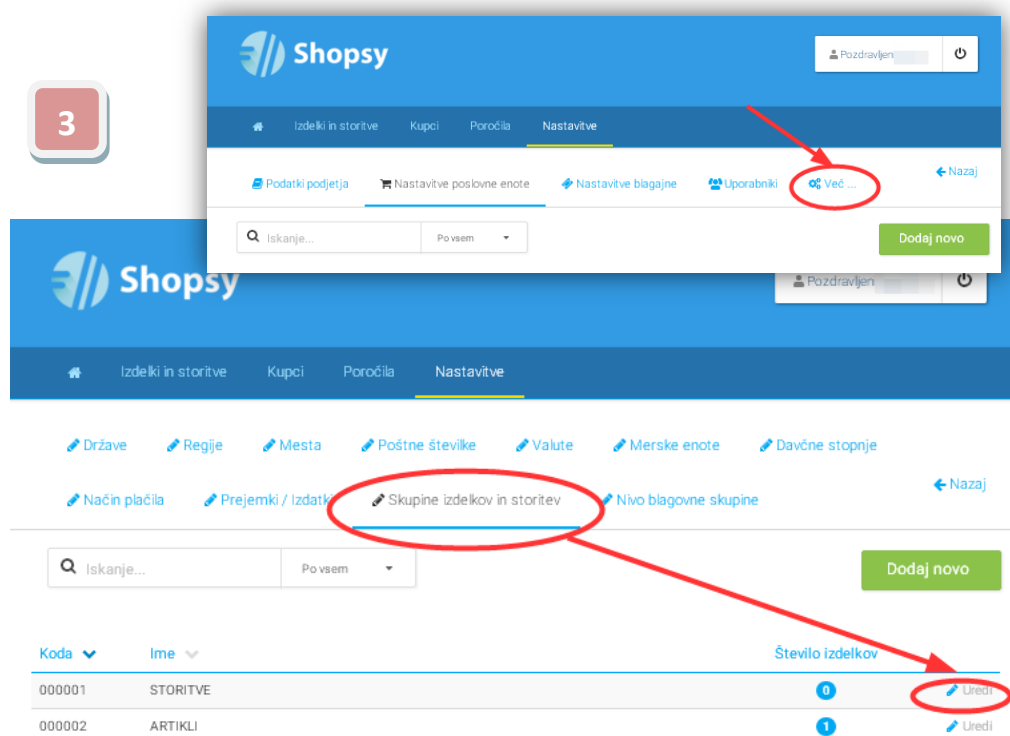 3
Shopsy
Pozdravljen
Izdelki in storitve Kupci Poročila Nastavitve
Podatki podjetja Nastavitve poslovne enote Nastavitve blagajne Uporabniki Več ... Nazaj
Iskanje... Po vsem Dodaj novo
Shopsy
Pozdravljen
Izdelki in storitve Kupci Poročila Nastavitve
Države Regije Mesta Poštne številke Valute Merske enote Davčne stopnje
Način plačila Prejemki / Izdatki Skupine izdelkov in storitev Nivo blagovne skupine Nazaj
Iskanje... Po vsem Dodaj novo
Koda Ime Število izdelkov
000001 STORITVE 0 Uredi
000002 ARTIKLI 1 Uredi